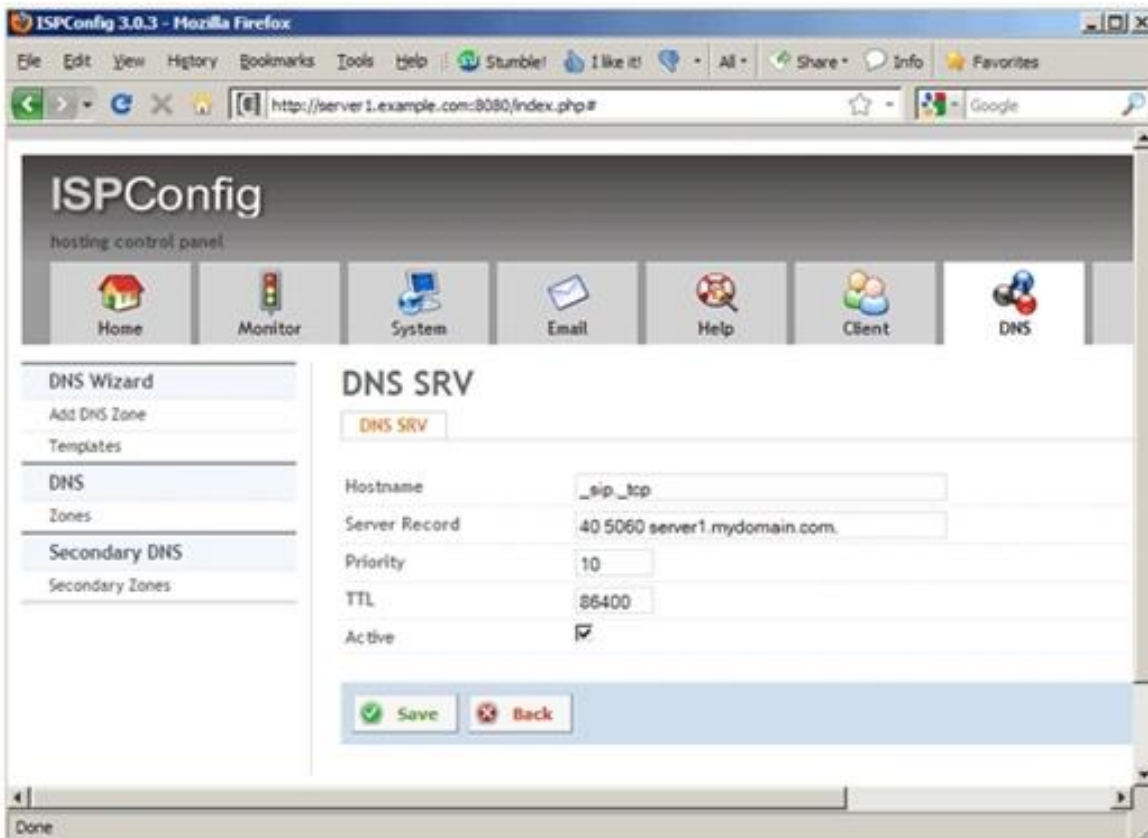 ISPConfig 3.0.3 - Mozilla Firefox
File Edit View History Bookmarks Tools Help Stumble! I like it! All Share Info Favorites
http://server1.example.com:8080/index.php# Google
ISPConfig
hosting control panel
Home Monitor System Email Help Client DNS
DNS Wizard
Add DNS Zone
Templates
DNS
Zones
Secondary DNS
Secondary Zones
DNS SRV
DNS SRV
Hostname _sip._tcp
Server Record 40 5060 server1.mydomain.com.
Priority 10
TTL 86400
Active
Save Back
Done